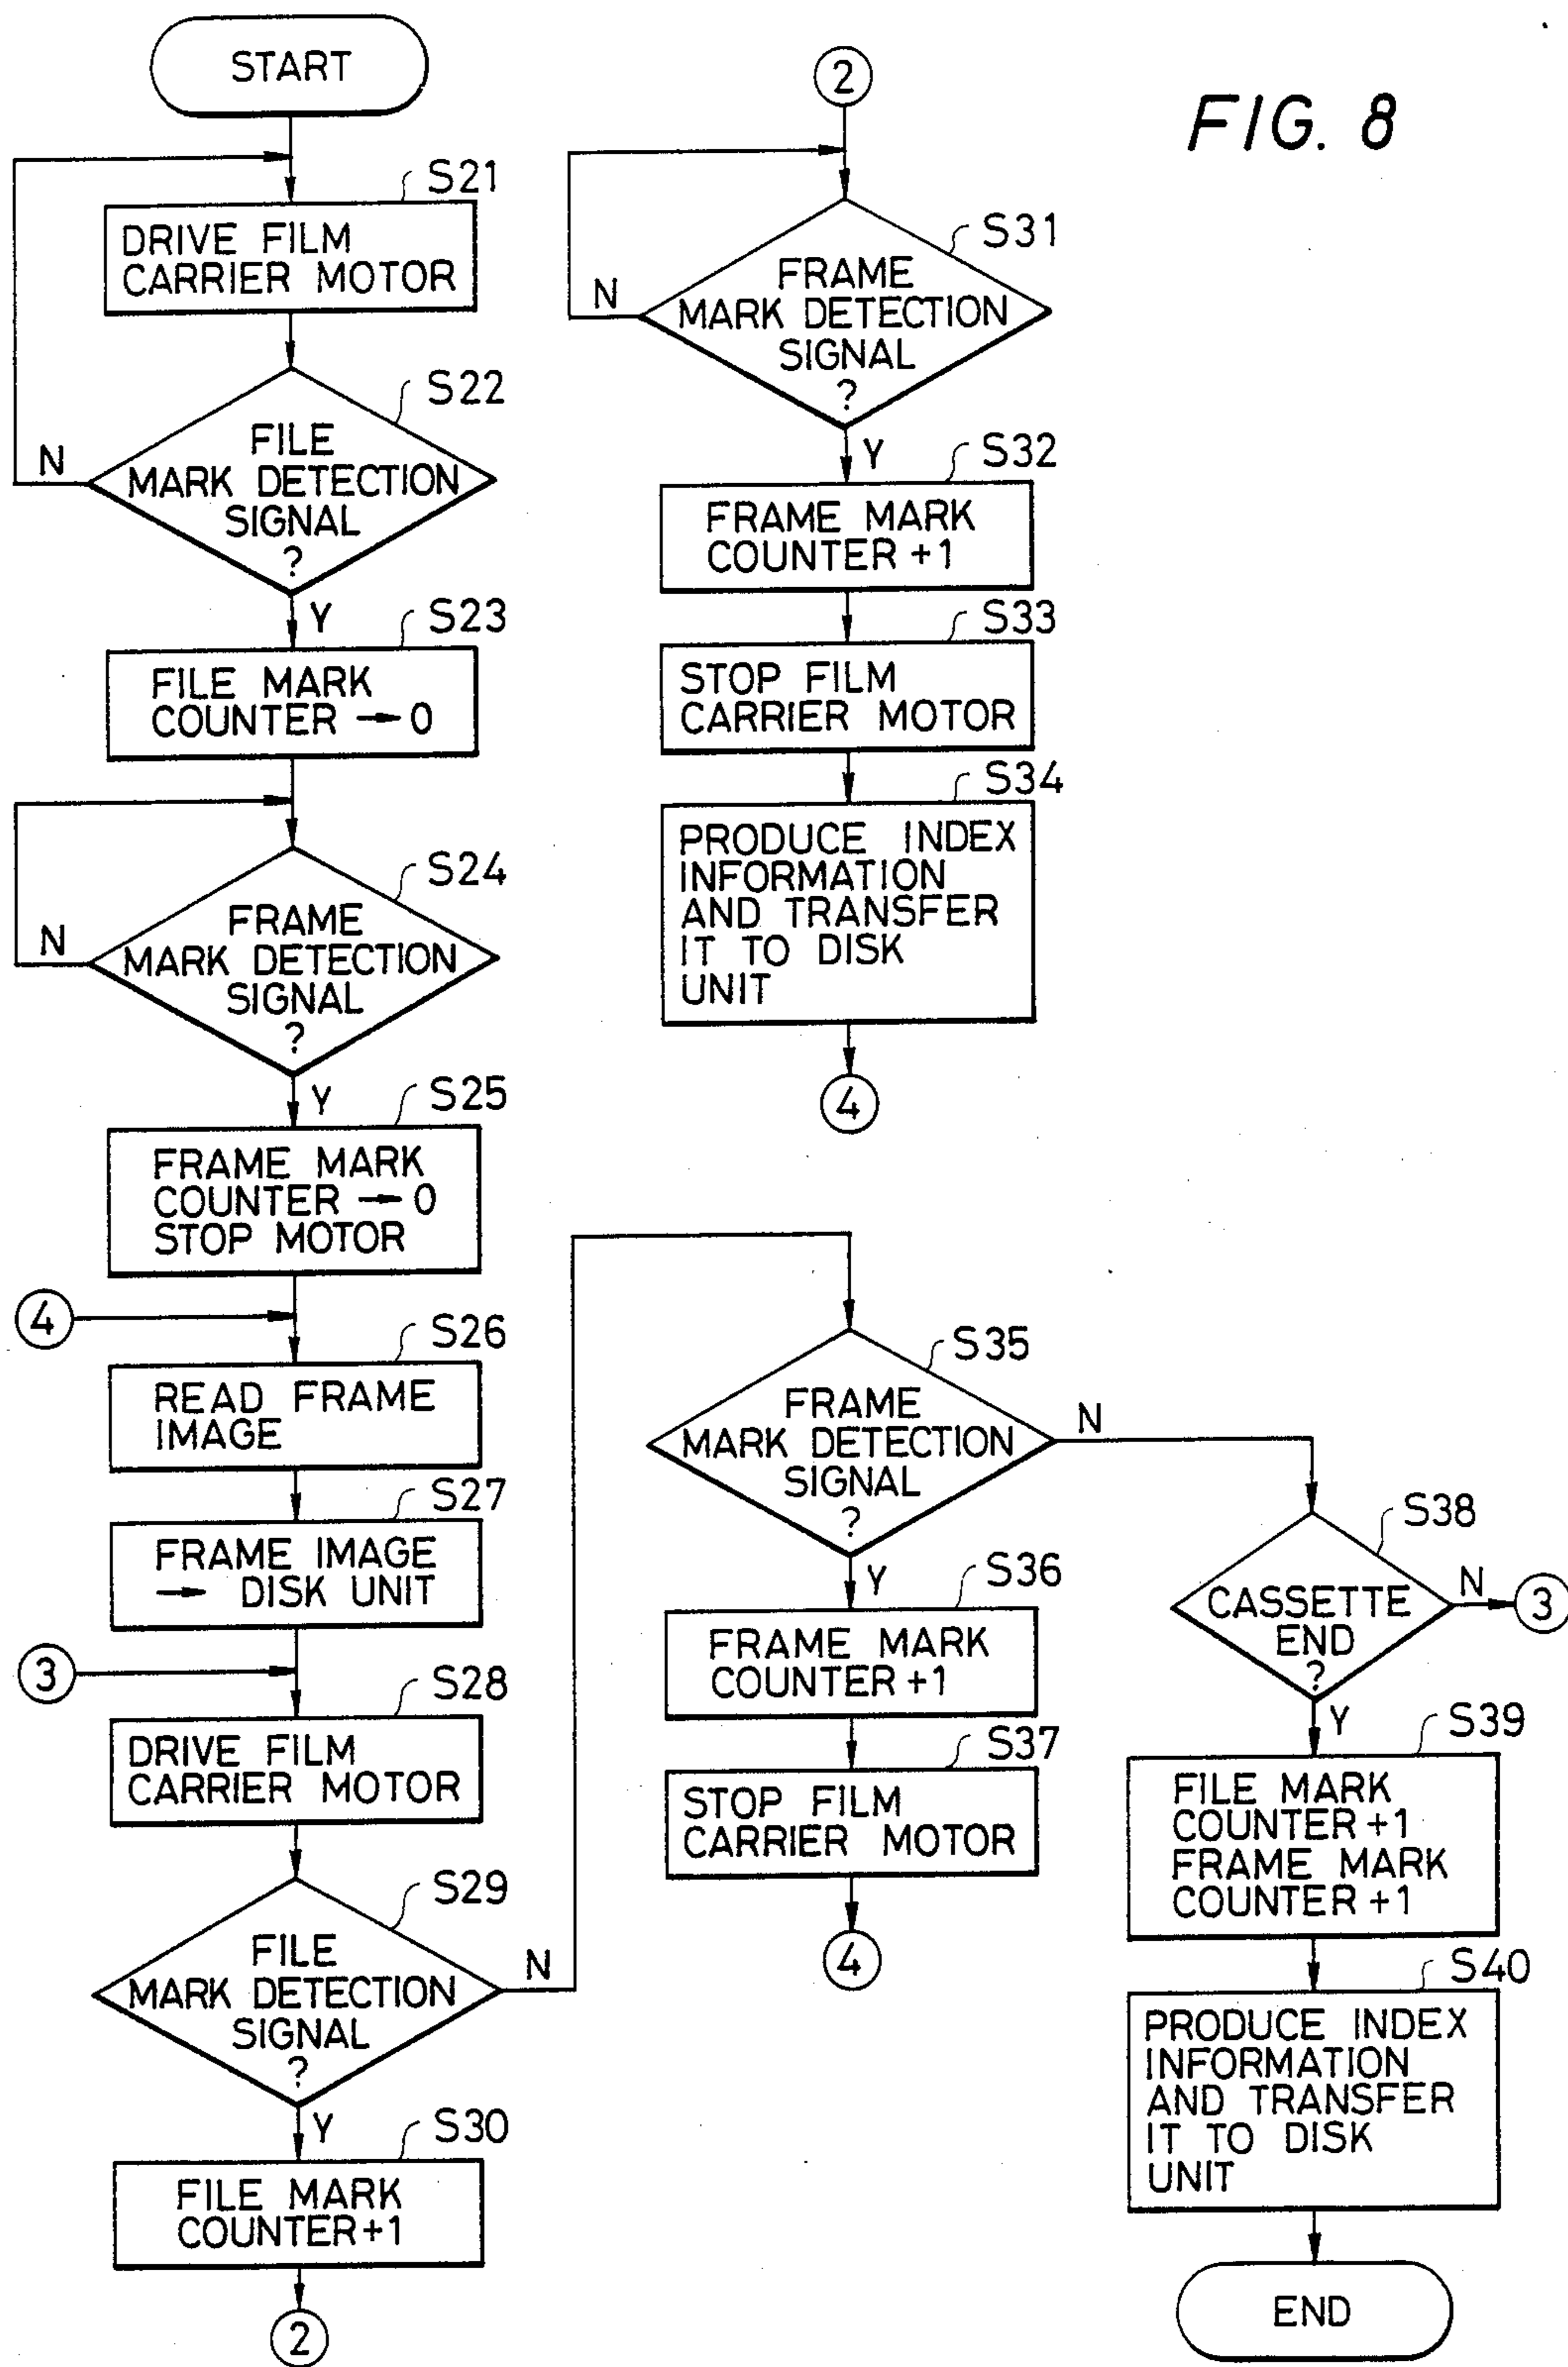 FIG. 8
START
S21
DRIVE FILM
CARRIER MOTOR
S22
FILE
MARK DETECTION
SIGNAL
?
N
Y
S23
FILE MARK
COUNTER → 0
S24
FRAME
MARK DETECTION
SIGNAL
?
N
Y
S25
FRAME MARK
COUNTER → 0
STOP MOTOR
4
S26
READ FRAME
IMAGE
S27
FRAME IMAGE
→ DISK UNIT
3
S28
DRIVE FILM
CARRIER MOTOR
S29
FILE
MARK DETECTION
SIGNAL
?
N
Y
S30
FILE MARK
COUNTER+1
2
2
S31
FRAME
MARK DETECTION
SIGNAL
?
N
Y
S32
FRAME MARK
COUNTER +1
S33
STOP FILM
CARRIER MOTOR
S34
PRODUCE INDEX
INFORMATION
AND TRANSFER
IT TO DISK
UNIT
4
S35
FRAME
MARK DETECTION
SIGNAL
?
N
Y
S36
FRAME MARK
COUNTER +1
S37
STOP FILM
CARRIER MOTOR
4
S38
CASSETTE
END
?
N
3
Y
S39
FILE MARK
COUNTER +1
FRAME MARK
COUNTER +1
S40
PRODUCE INDEX
INFORMATION
AND TRANSFER
IT TO DISK
UNIT
END